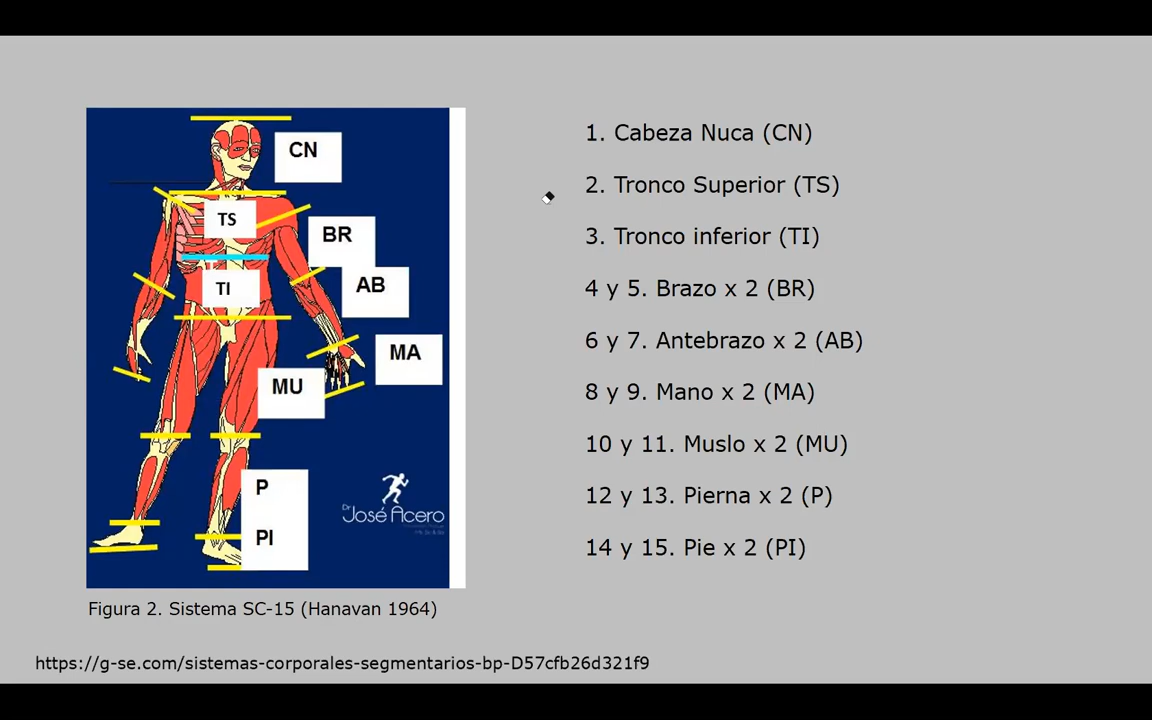 CN
TS
BR
TI
AB
MA
MU
P
PI
Dr.
José Acero
Figura 2. Sistema SC-15 (Hanavan 1964)
1. Cabeza Nuca (CN)
2. Tronco Superior (TS)
3. Tronco inferior (TI)
4 y 5. Brazo x 2 (BR)
6 y 7. Antebrazo x 2 (AB)
8 y 9. Mano x 2 (MA)
10 y 11. Muslo x 2 (MU)
12 y 13. Pierna x 2 (P)
14 y 15. Pie x 2 (PI)
https://g-se.com/sistemas-corporales-segmentarios-bp-D57cfb26d321f9